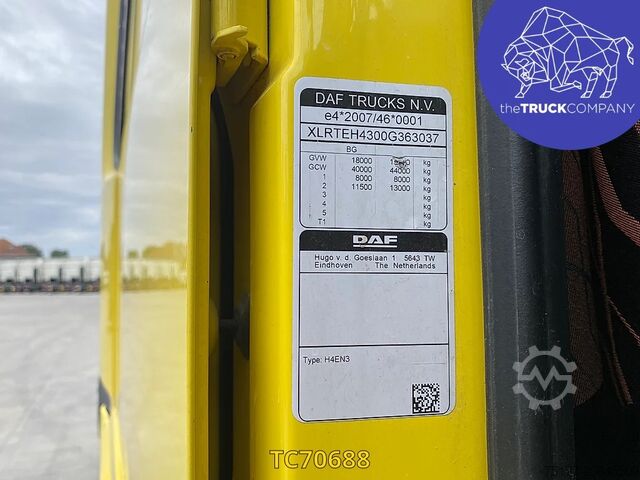 theTRUCKCOMPANY
DAF TRUCKS N.V.
e4*2007/46*0001
XLRTEH4300G363037
BG
GVW 18000 kg
GCW 40000 44000 kg
1 8000 8000 kg
2 11500 13000 kg
3 kg
4 kg
5 kg
T1 kg
DAF
Hugo v. d. Goeslaan 1 5643 TW
Eindhoven The Netherlands
Type: H4EN3
TC70688